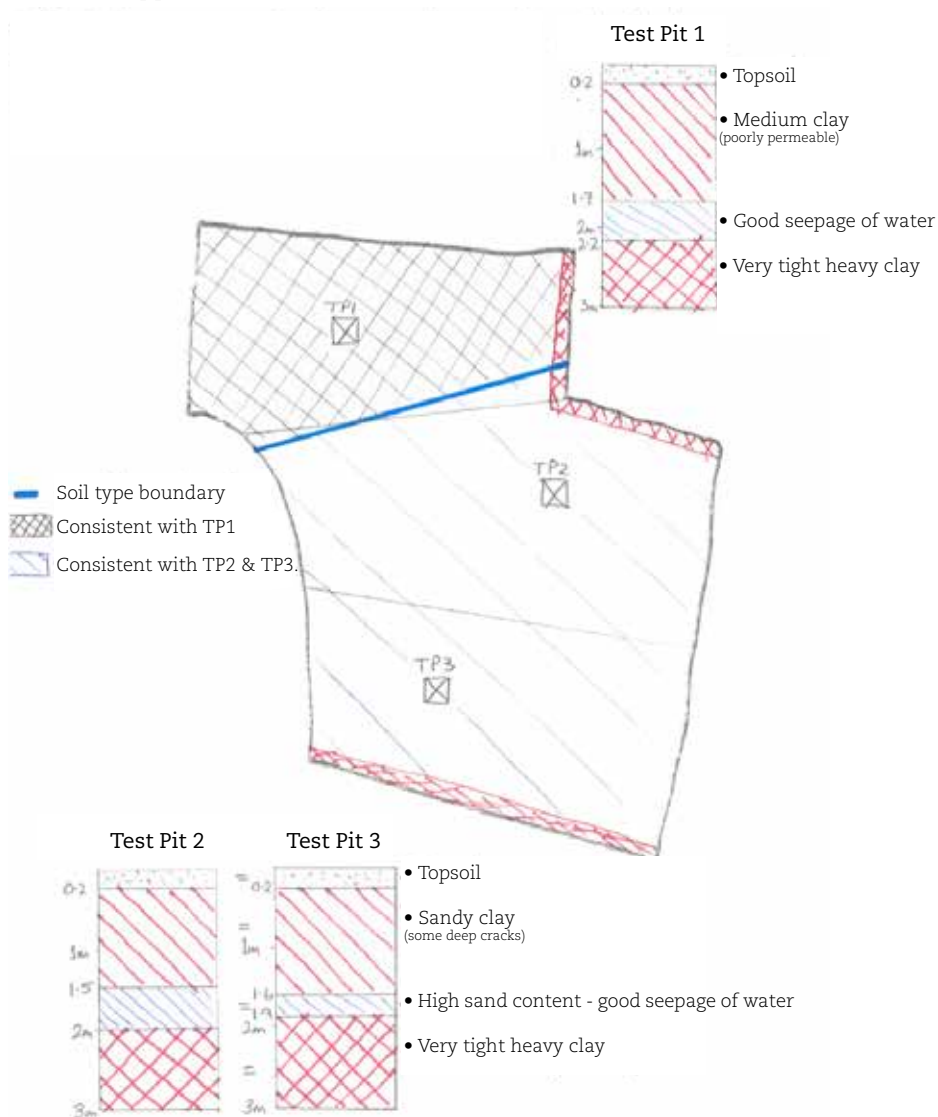 Test Pit 1
0.2
• Topsoil
• Medium clay
(poorly permeable)
1m
1.7
• Good seepage of water
2m
2.2
• Very tight heavy clay
3m
TP1
TP2
Soil type boundary
Consistent with TP1
Consistent with TP2 & TP3.
TP3
Test Pit 2
Test Pit 3
• Topsoil
0.2
= 0.2
• Sandy clay
(some deep cracks)
=
1m
1m
1.5
1.6
• High sand content - good seepage of water
= 1.9
2m
2m
• Very tight heavy clay
=
3m
3m